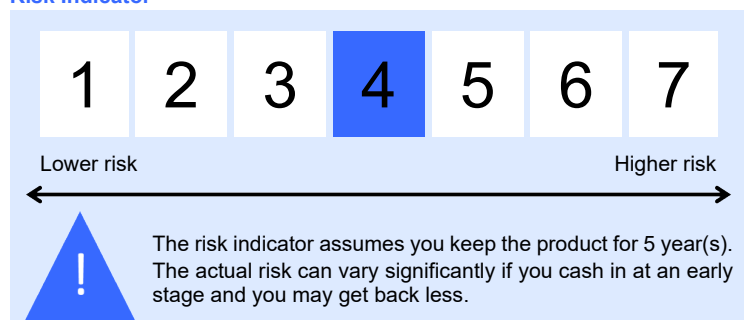 Risk Indicator
1 2 3 4 5 6 7
Lower risk Higher risk
!
The risk indicator assumes you keep the product for 5 year(s).
The actual risk can vary significantly if you cash in at an early
stage and you may get back less.